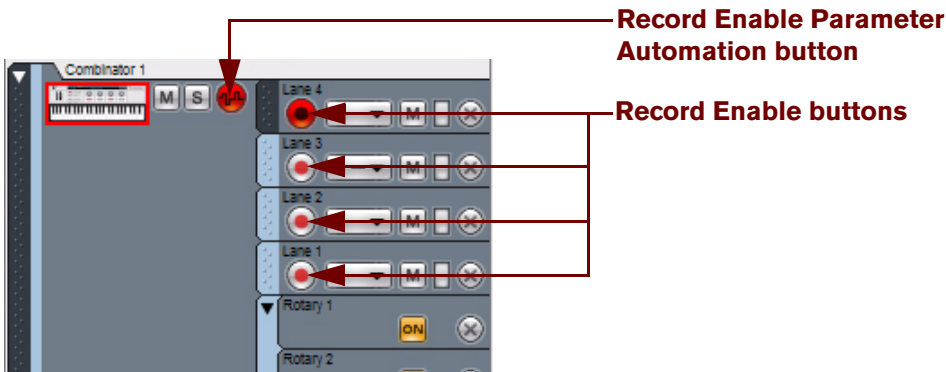 Record Enable Parameter
Automation button
Combinator 1
M S
Lane 4
M
Record Enable buttons
Lane 3
M
Lane 2
M
Lane 1
M
Rotary 1
ON
Rotary 2